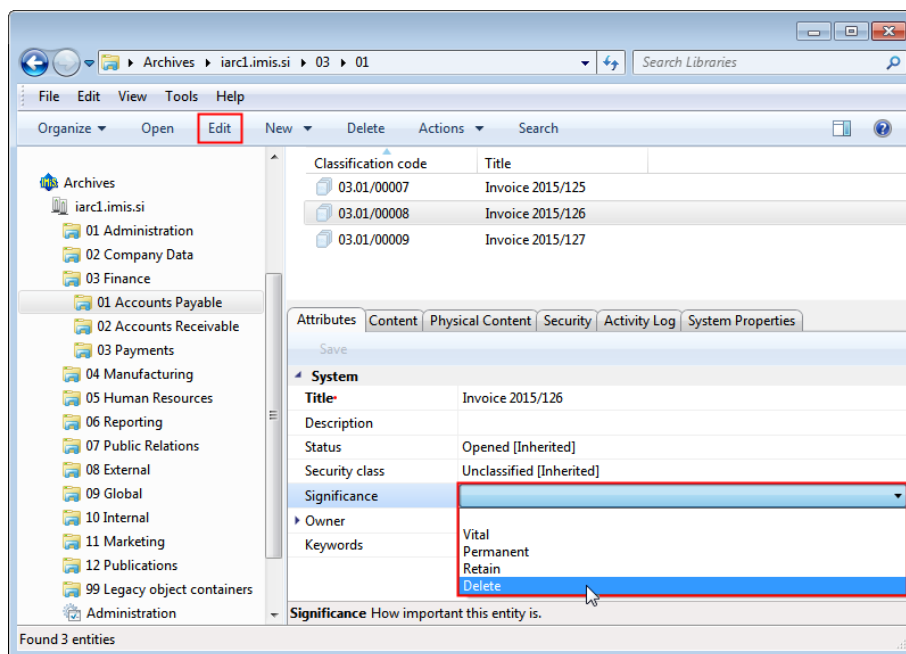 Archives iarc1.imis.si 03 01
Search Libraries
File Edit View Tools Help
Organize Open Edit New Delete Actions Search
Archives
iarc1.imis.si
01 Administration
02 Company Data
03 Finance
01 Accounts Payable
02 Accounts Receivable
03 Payments
04 Manufacturing
05 Human Resources
06 Reporting
07 Public Relations
08 External
09 Global
10 Internal
11 Marketing
12 Publications
99 Legacy object containers
Administration
Classification code Title
03.01/00007 Invoice 2015/125
03.01/00008 Invoice 2015/126
03.01/00009 Invoice 2015/127
Attributes Content Physical Content Security Activity Log System Properties
Save
System
Title• Invoice 2015/126
Description
Status Opened [Inherited]
Security class Unclassified [Inherited]
Significance
Owner
Keywords
Vital
Permanent
Retain
Delete
Significance How important this entity is.
Found 3 entities